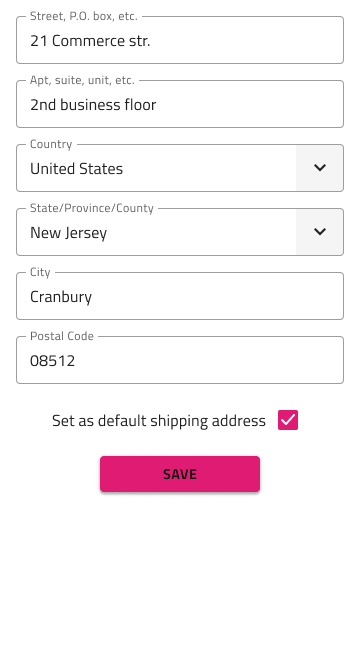 Street, P.O. box, etc.
21 Commerce str.
Apt, suite, unit, etc.
2nd business floor
Country
United States
State/Province/County
New Jersey
City
Cranbury
Postal Code
08512
Set as default shipping address
SAVE